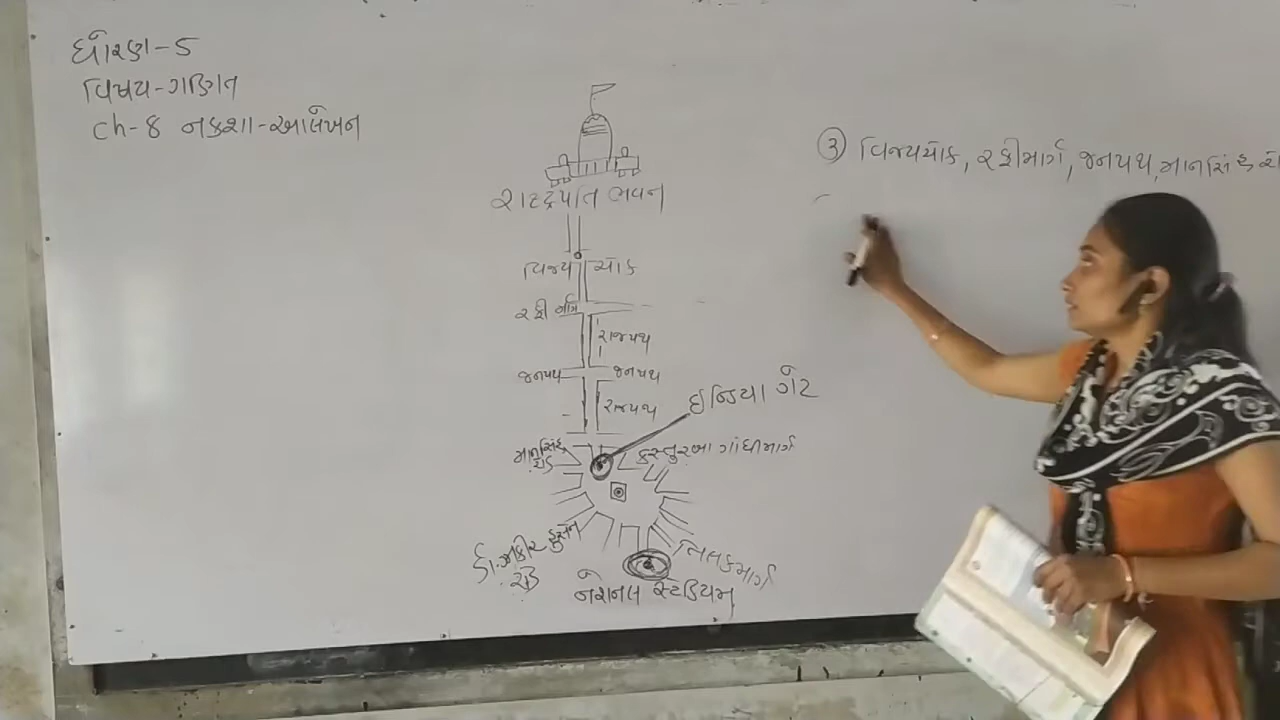 ધોરણ-5
વિષય-ગણિત
ch-8 નકશા-આલેખન
રાષ્ટ્રપતિ ભવન
વિજય ચોક
રફી માર્ગ
રાજપથ
જનપથ જનપથ
રાજપથ
ઇન્ડિયા ગેટ
માનસિંહ રોડ
કસ્તુરબા ગાંધીમાર્ગ
ડૉ. ઝાકીર હુસેન રોડ
તિલકમાર્ગ
નેશનલ સ્ટેડિયમ
③ વિજયચોક, રફીમાર્ગ, જનપથ, માનસિંહ રો